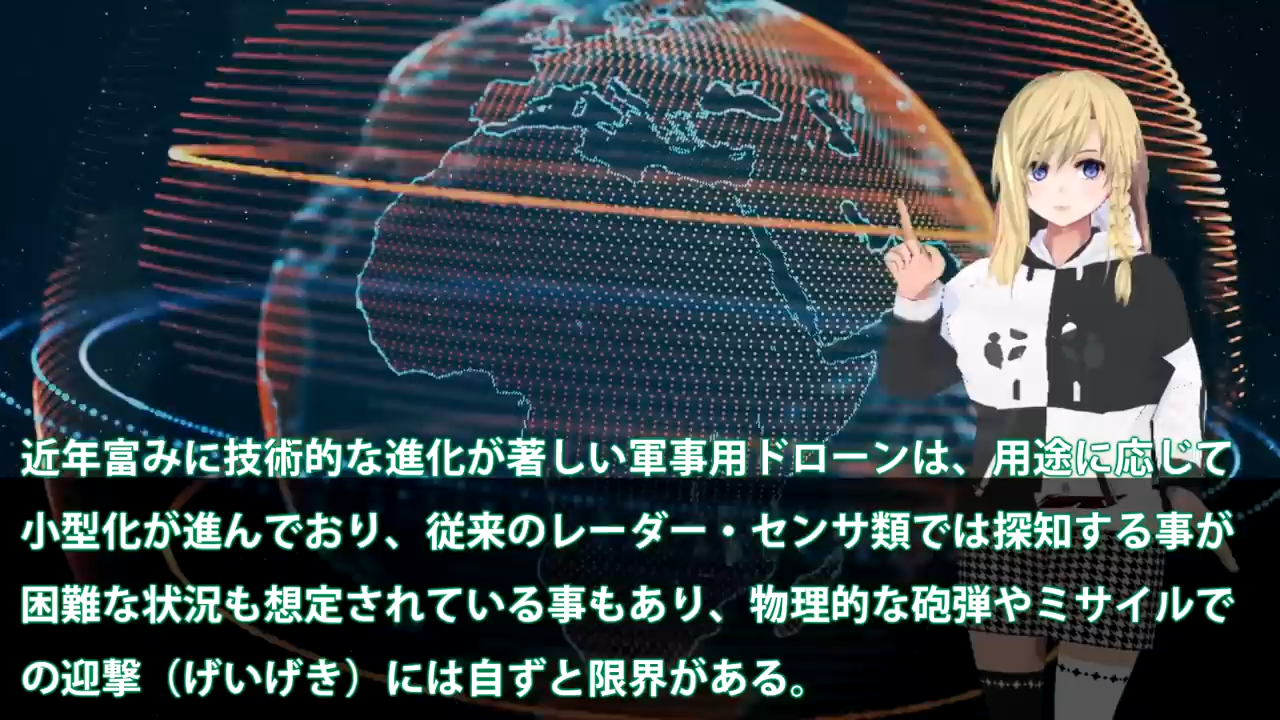 近年富みに技術的な進化が著しい軍事用ドローンは、用途に応じて
小型化が進んでおり、従来のレーダー・センサ類では探知する事が
困難な状況も想定されている事もあり、物理的な砲弾やミサイルで
の迎撃（げいげき）には自ずと限界がある。